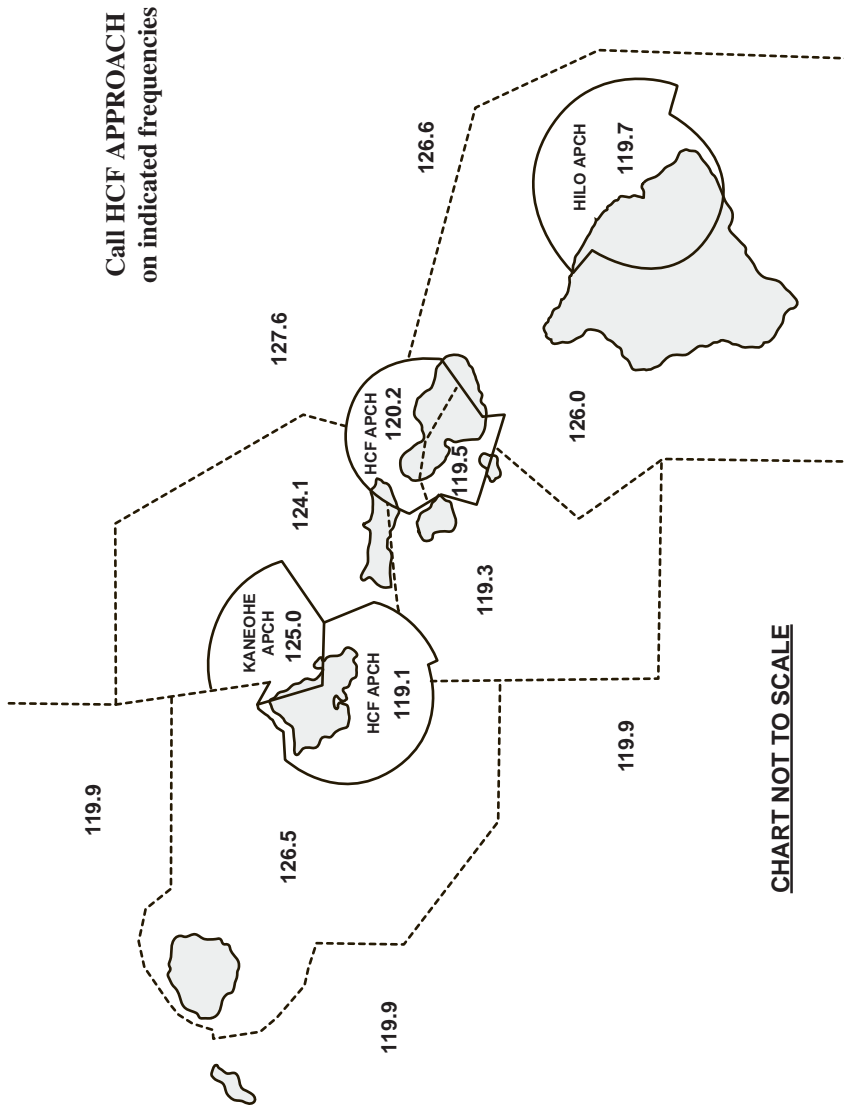 Call HCF APPROACH
on indicated frequencies
119.9
126.5
119.9
KANEOHE
APCH
125.0
HCF APCH
119.1
124.1
127.6
126.6
HCF APCH
120.2
119.5
119.3
126.0
HILO APCH
119.7
119.9
CHART NOT TO SCALE